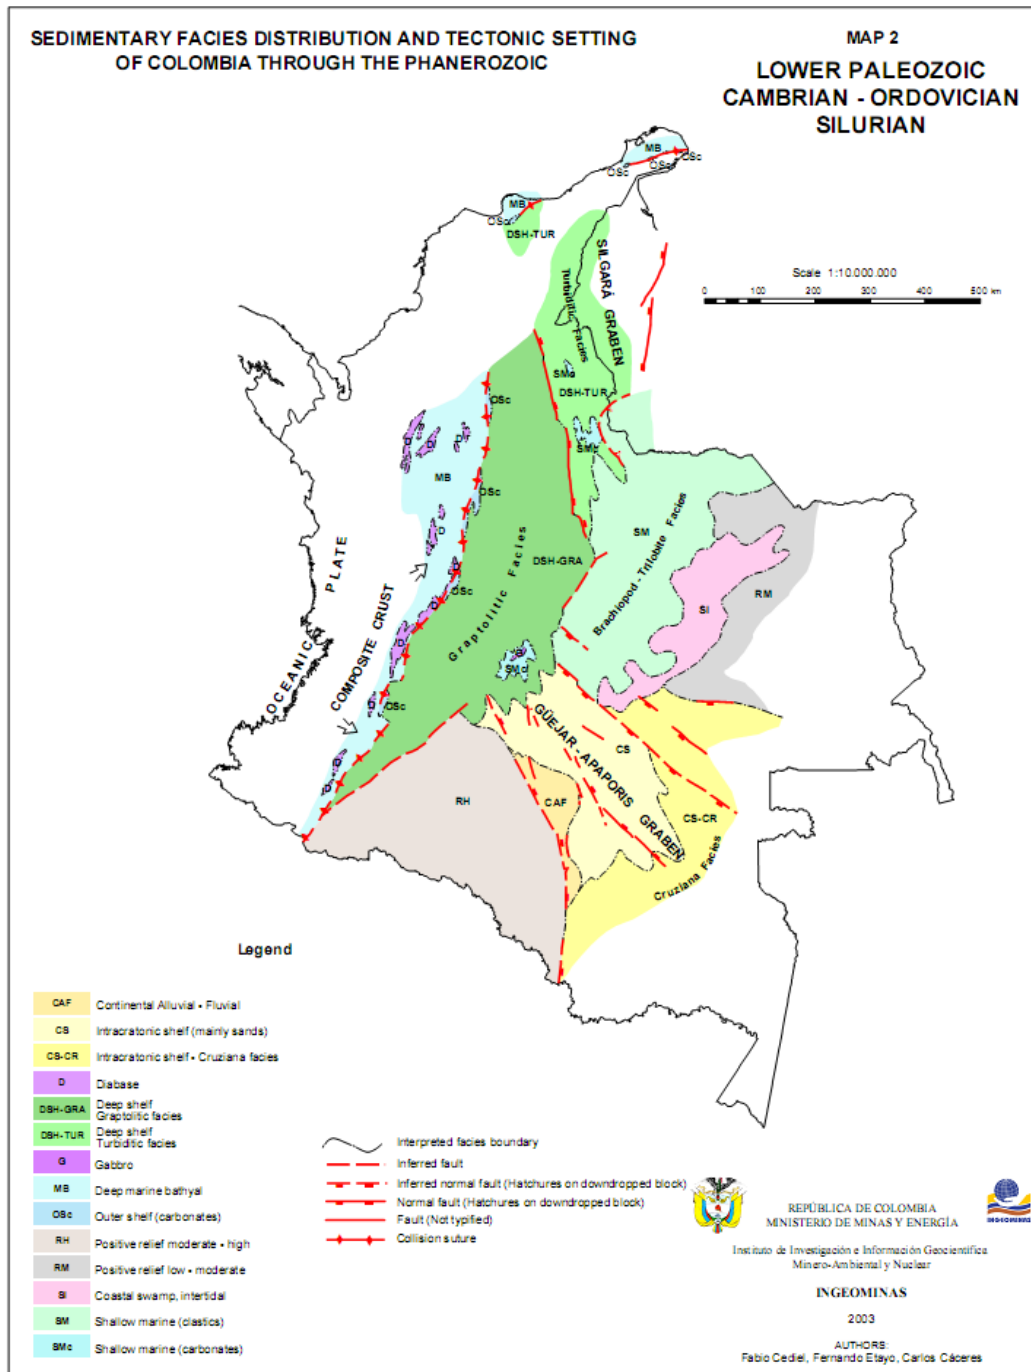 SEDIMENTARY FACIES DISTRIBUTION AND TECTONIC SETTING
OF COLOMBIA THROUGH THE PHANEROZOIC
MAP 2
LOWER PALEOZOIC
CAMBRIAN - ORDOVICIAN
SILURIAN
Scale 1:10.000.000
0 100 200 300 400 500 km
MB
OSc
OSc
OSc
MB
OSc
DSH-TUR
SILGARÁ GRABEN
Turbiditic Facies
SMc
DSH-TUR
OSc
SMc
D
D
D
MB
OSc
D
SM
Brachiopod - Trilobite Facies
DSH-GRA
Graptolitic Facies
D
OSc
D
RM
SI
PLATE
OCEANIC
COMPOSITE CRUST
D
G
SMc
D
OSc
GÜEJAR - APAPORIS GRABEN
CS
D
D
RH
CAF
CS-CR
Cruziana Facies
Legend
CAF Continental Alluvial - Fluvial
CS Intracratonic shelf (mainly sands)
CS-CR Intracratonic shelf - Cruziana facies
D Diabase
DSH-GRA Deep shelf
Graptolitic facies
DSH-TUR Deep shelf
Turbiditic facies
G Gabbro
MB Deep marine bathyal
OSc Outer shelf (carbonates)
RH Positive relief moderate - high
RM Positive relief low - moderate
SI Coastal swamp, intertidal
SM Shallow marine (clastics)
SMc Shallow marine (carbonates)
Interpreted facies boundary
Inferred fault
Inferred normal fault (Hatchures on downdropped block)
Normal fault (Hatchures on downdropped block)
Fault (Not typified)
Collision suture
REPÚBLICA DE COLOMBIA
MINISTERIO DE MINAS Y ENERGÍA
INGEOMINAS
Instituto de Investigación e Información Geocientífica
Minero-Ambiental y Nuclear
INGEOMINAS
2003
AUTHORS:
Fabio Cediel, Fernando Etayo, Carlos Cáceres